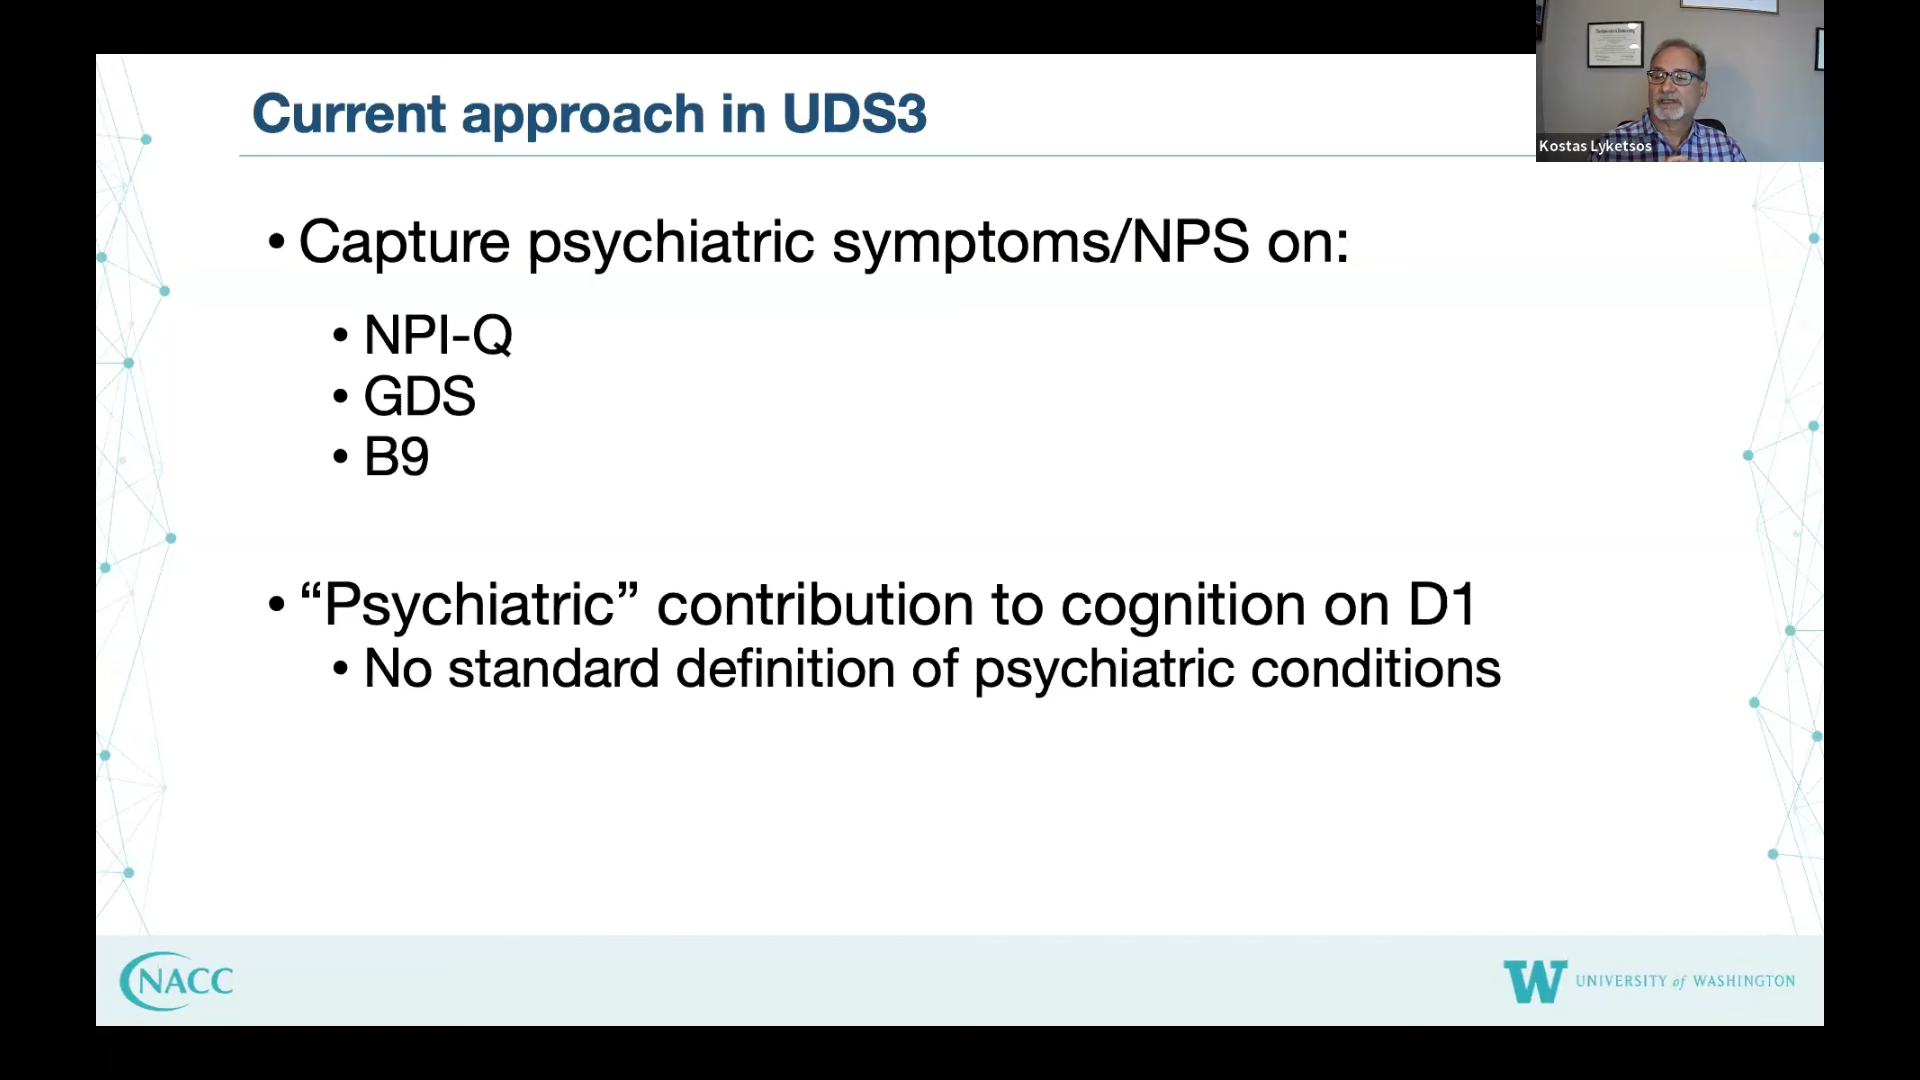 Current approach in UDS3
Kostas Lyketsos
• Capture psychiatric symptoms/NPS on:
• NPI-Q
• GDS
• B9
• “Psychiatric” contribution to cognition on D1
• No standard definition of psychiatric conditions
NACC
W UNIVERSITY of WASHINGTON